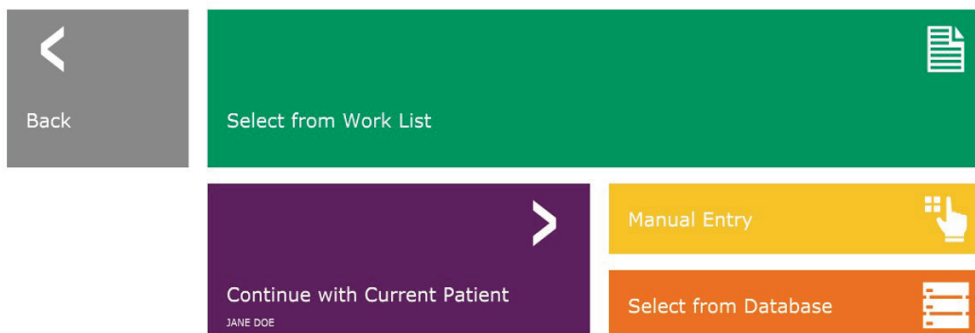 Back
Select from Work List
Continue with Current Patient
JANE DOE
Manual Entry
Select from Database